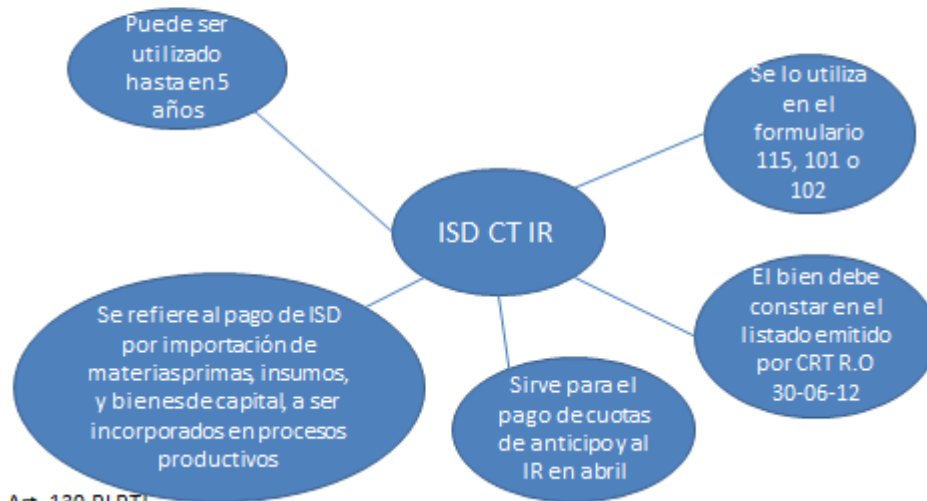 Puede ser
utilizado
hasta en 5
años
Se lo utiliza
en el
formulario
115, 101 o
102
ISD CT IR
Se refiere al pago de ISD
por importación de
materias primas, insumos,
y bienes de capital, a ser
incorporados en procesos
productivos
Sirve para el
pago de cuotas
de anticipo y al
IR en abril
El bien debe
constar en el
listado emitido
por CRT R.O
30-06-12